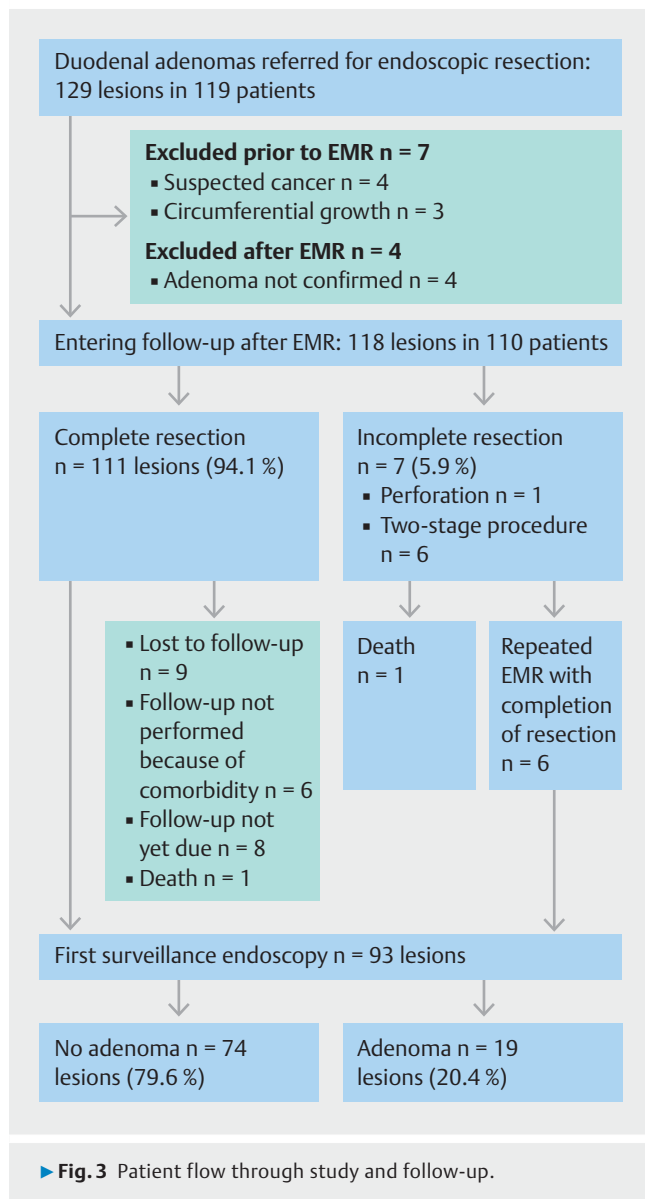 Duodenal adenomas referred for endoscopic resection:
129 lesions in 119 patients
Excluded prior to EMR n = 7
▪ Suspected cancer n = 4
▪ Circumferential growth n = 3
Excluded after EMR n = 4
▪ Adenoma not confirmed n = 4
Entering follow-up after EMR: 118 lesions in 110 patients
Complete resection
n = 111 lesions (94.1 %)
Incomplete resection
n = 7 (5.9 %)
▪ Perforation n = 1
▪ Two-stage procedure
n = 6
▪ Lost to follow-up
n = 9
▪ Follow-up not
performed
because of
comorbidity n = 6
▪ Follow-up not
yet due n = 8
▪ Death n = 1
Death
n = 1
Repeated
EMR with
completion
of resection
n = 6
First surveillance endoscopy n = 93 lesions
No adenoma n = 74
lesions (79.6 %)
Adenoma n = 19
lesions (20.4 %)
▶ Fig. 3 Patient flow through study and follow-up.